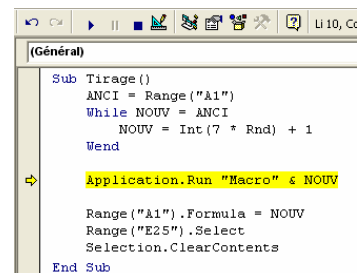 Li 10, Co
(Général)
Sub Tirage()
ANCI = Range("A1")
While NOUV = ANCI
NOUV = Int(7 * Rnd) + 1
Wend
Application.Run "Macro" & NOUV
Range("A1").Formula = NOUV
Range("E25").Select
Selection.ClearContents
End Sub